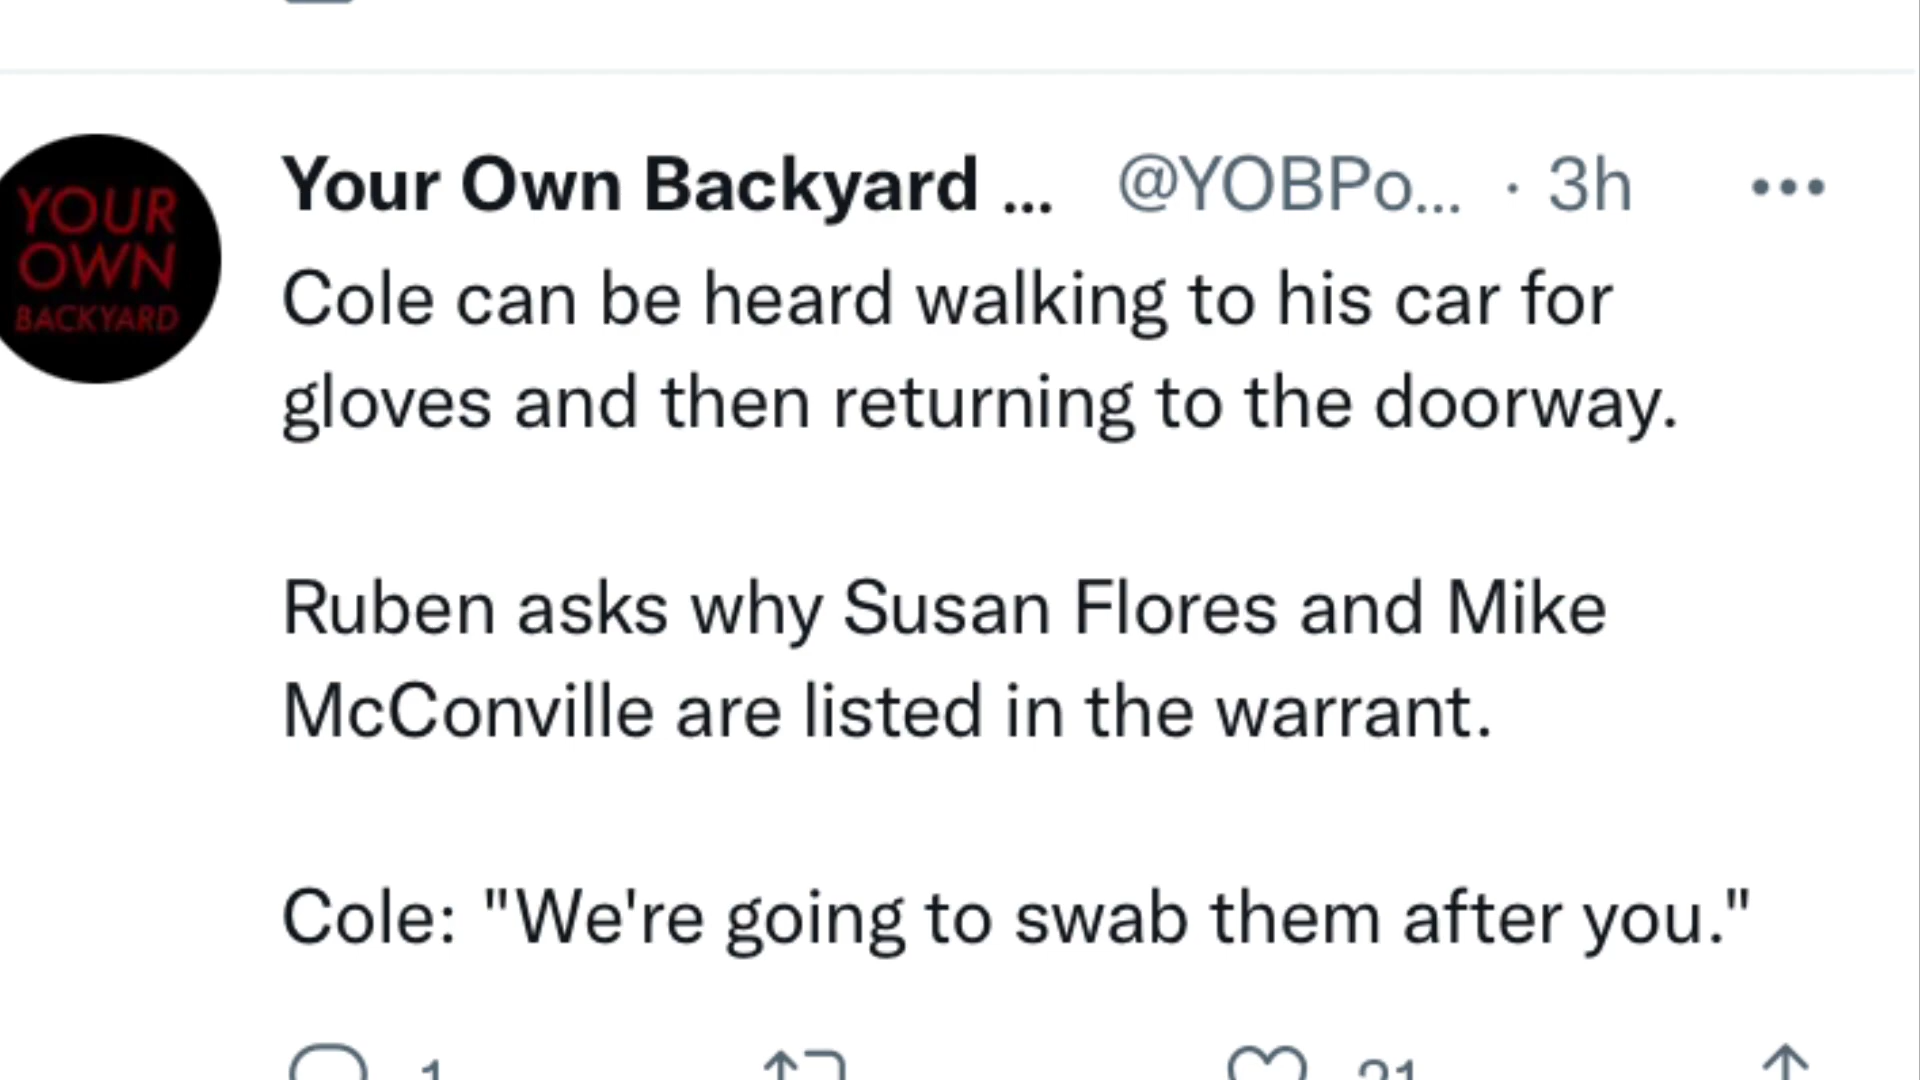 YOUR
OWN
BACKYARD
Your Own Backyard ... @YOBPo... · 3h
Cole can be heard walking to his car for
gloves and then returning to the doorway.
Ruben asks why Susan Flores and Mike
McConville are listed in the warrant.
Cole: "We're going to swab them after you."
1 21